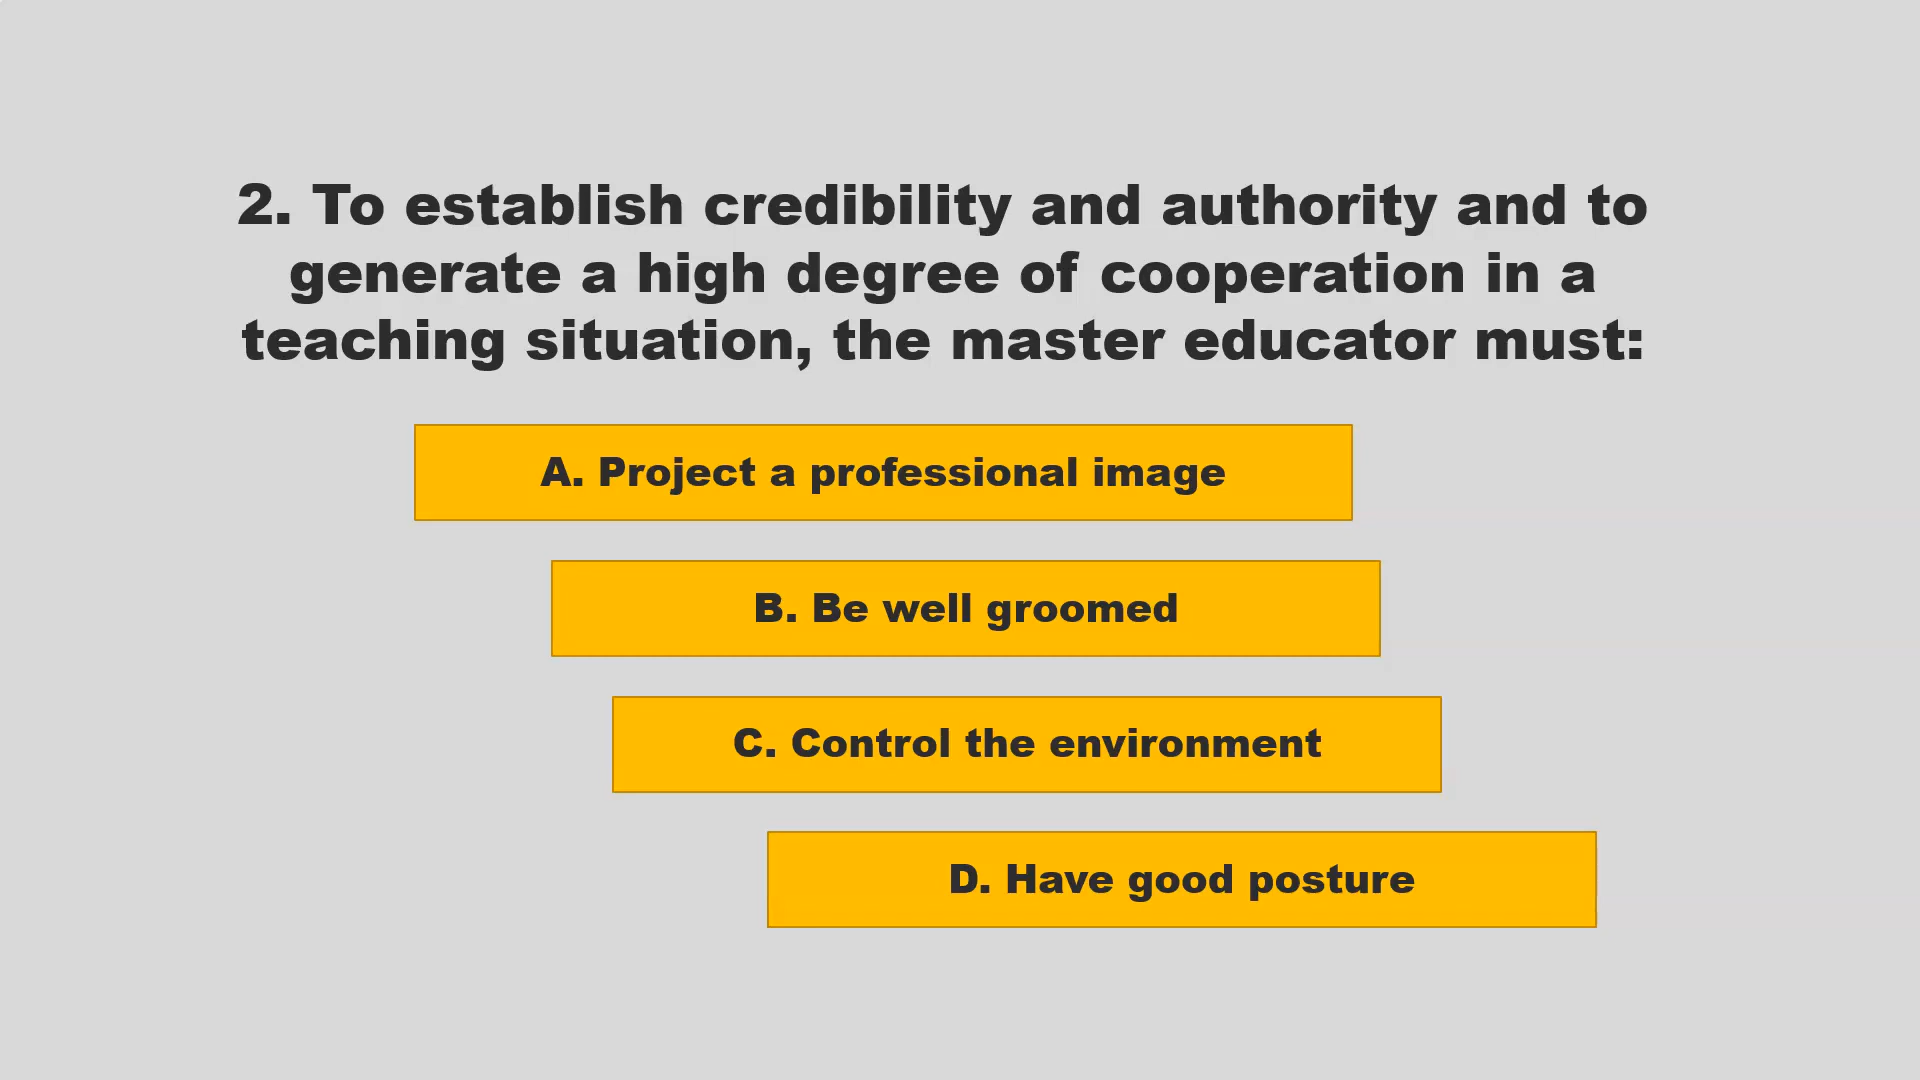 2. To establish credibility and authority and to
generate a high degree of cooperation in a
teaching situation, the master educator must:
A. Project a professional image
B. Be well groomed
C. Control the environment
D. Have good posture